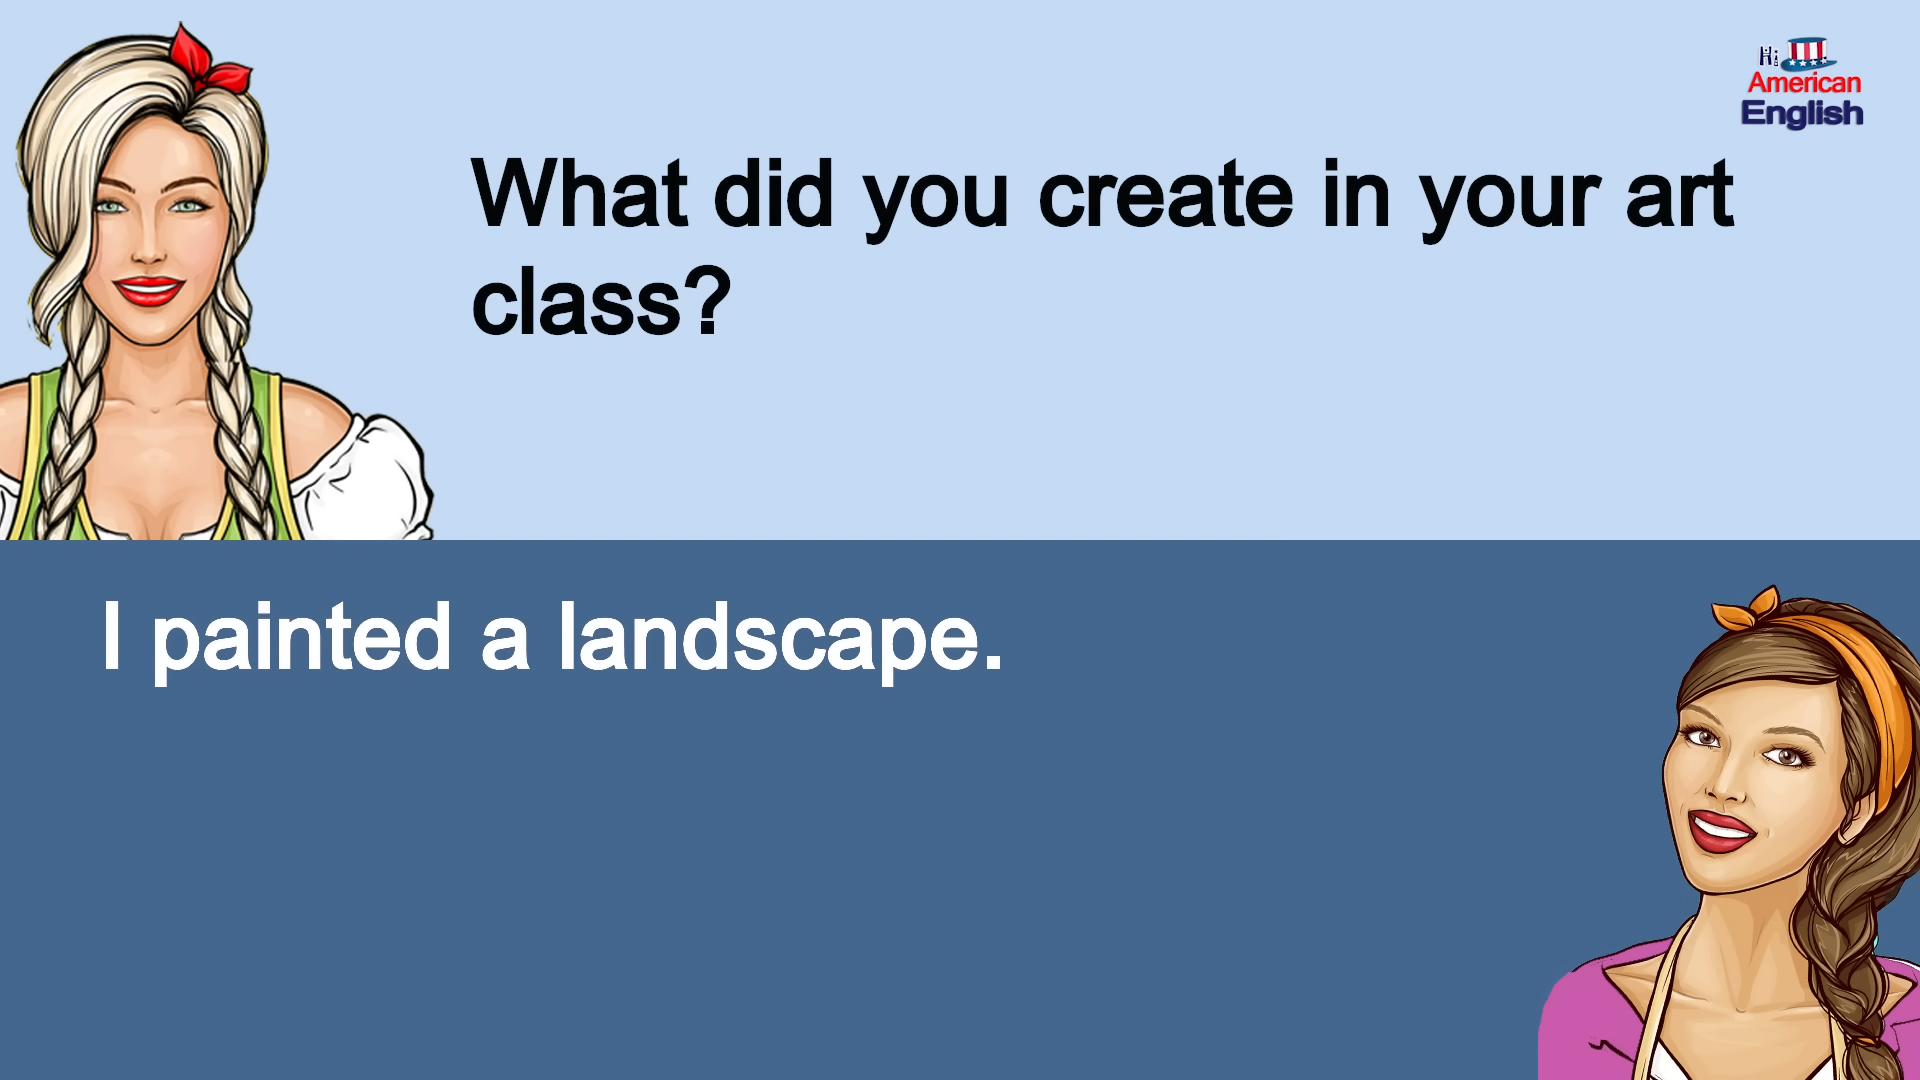 Hi
American
English
What did you create in your art
class?
I painted a landscape.